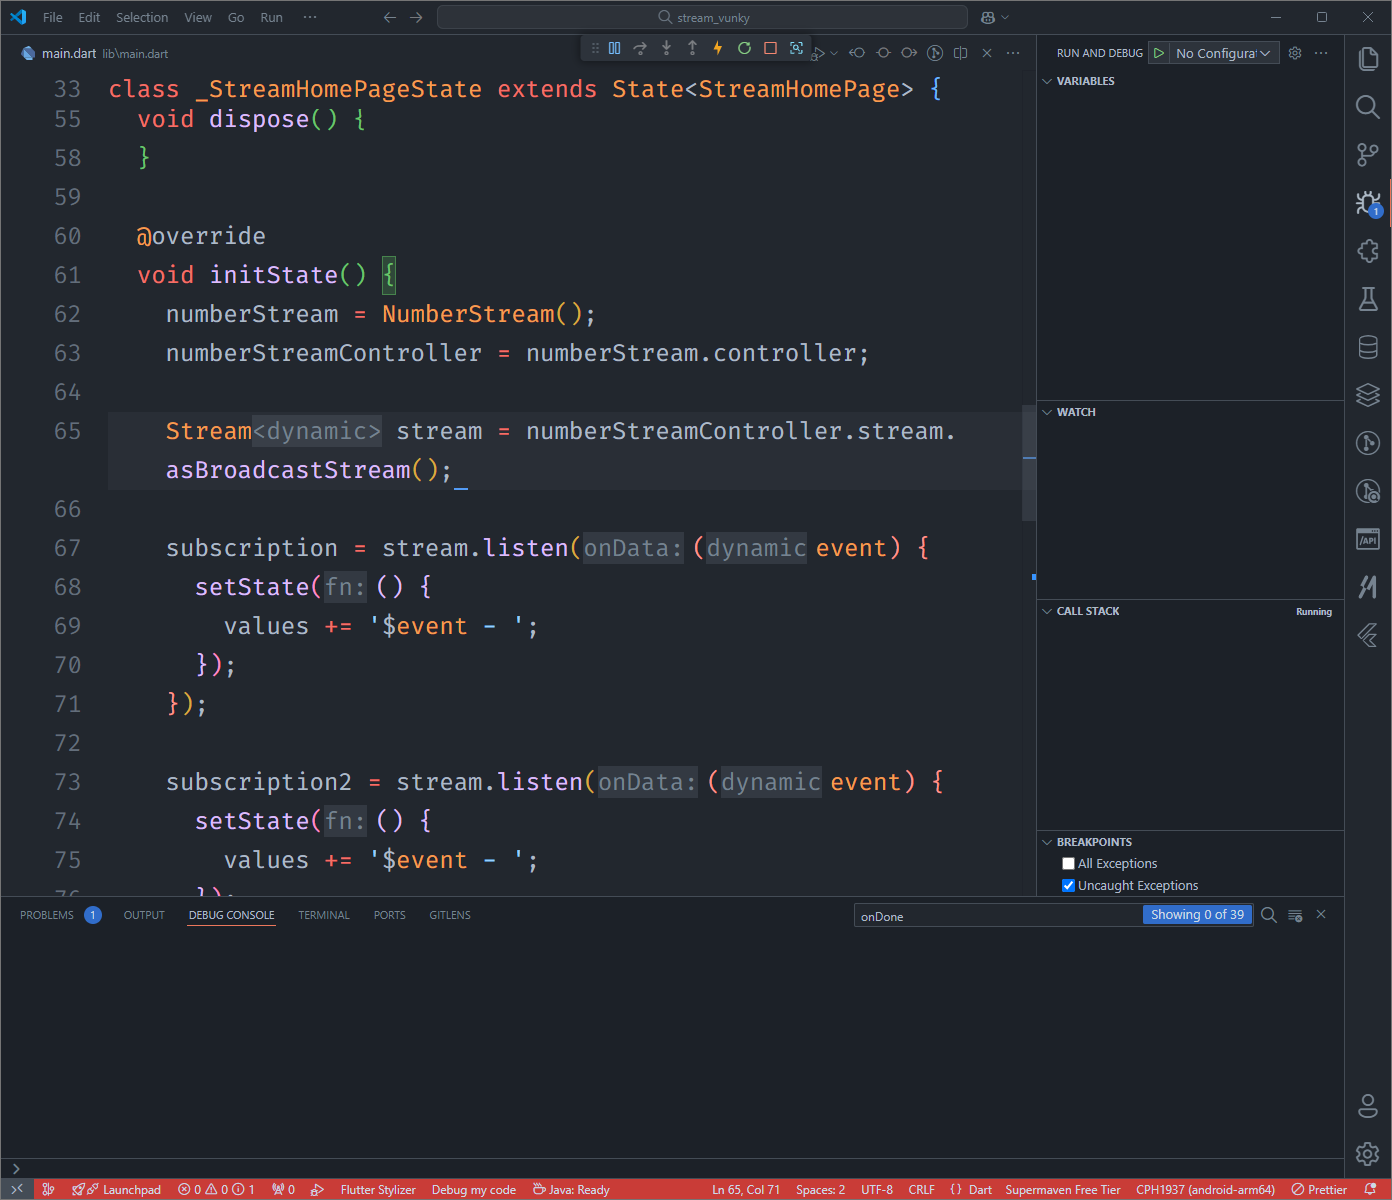 File Edit Selection View Go Run ···
stream_vunky
main.dart lib\main.dart
33 class _StreamHomePageState extends State<StreamHomePage> {
55 void dispose() {
58 }
59
60 @override
61 void initState() {
62 numberStream = NumberStream();
63 numberStreamController = numberStream.controller;
64
65 Stream<dynamic> stream = numberStreamController.stream.
asBroadcastStream();
66
67 subscription = stream.listen(onData: (dynamic event) {
68 setState(fn: () {
69 values += '$event - ';
70 });
71 });
72
73 subscription2 = stream.listen(onData: (dynamic event) {
74 setState(fn: () {
75 values += '$event - ';
76 });
RUN AND DEBUG No Configurat
VARIABLES
WATCH
CALL STACK Running
BREAKPOINTS
All Exceptions
Uncaught Exceptions
1
/API
PROBLEMS 1 OUTPUT DEBUG CONSOLE TERMINAL PORTS GITLENS
onDone Showing 0 of 39
Launchpad 0 0 1 0 Flutter Stylizer Debug my code Java: Ready Ln 65, Col 71 Spaces: 2 UTF-8 CRLF {} Dart Supermaven Free Tier CPH1937 (android-arm64) Prettier